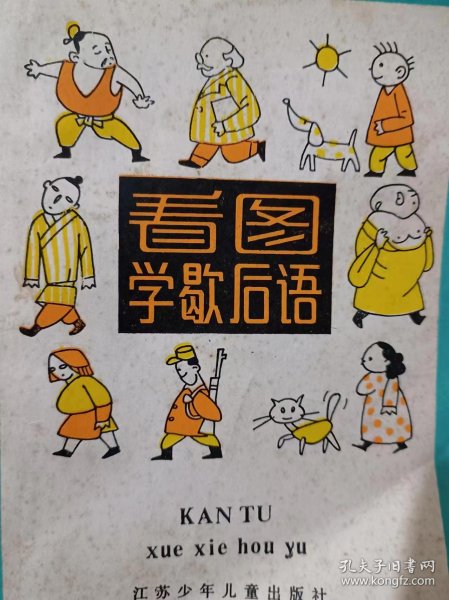 看图
学歇后语
KAN TU
xue xie hou yu
江苏少年儿童出版社
孔夫子旧书网
www.kongfz.com